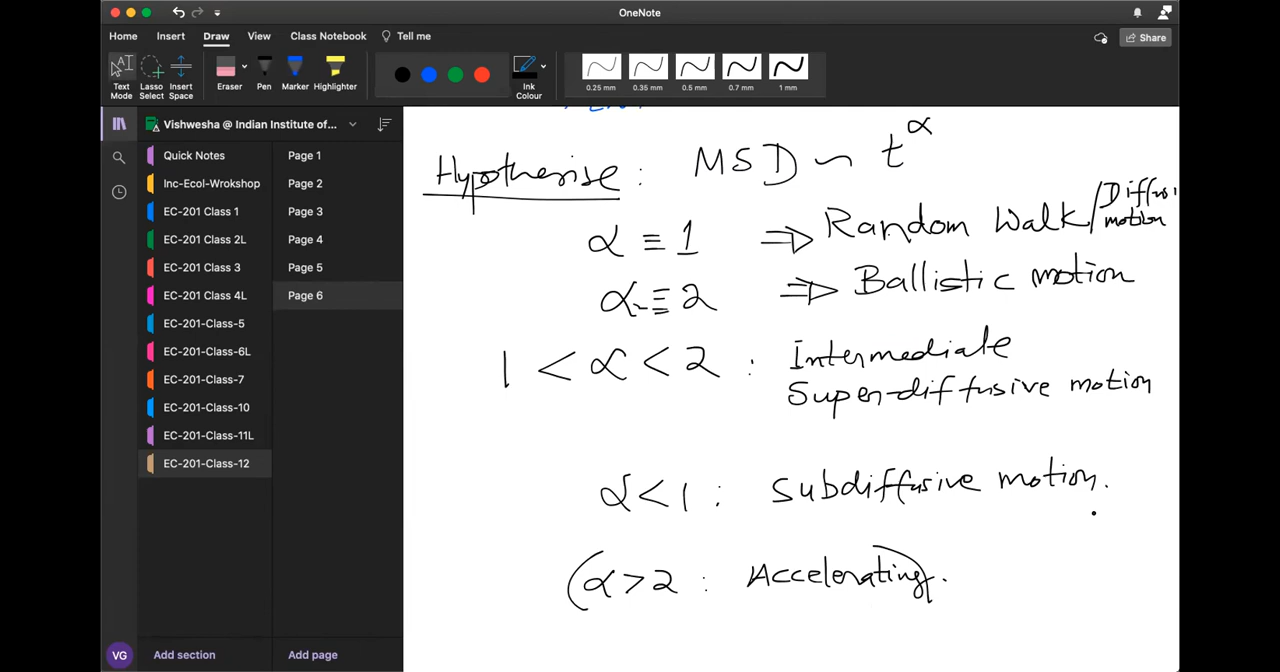 OneNote
Home Insert Draw View Class Notebook Tell me
Share
Text Mode
Lasso Select
Insert Space
Eraser
Pen
Marker
Highlighter
Ink Colour
0.25 mm
0.35 mm
0.5 mm
0.7 mm
1 mm
Vishwesha @ Indian Institute of...
Quick Notes
Inc-Ecol-Wrokshop
EC-201 Class 1
EC-201 Class 2L
EC-201 Class 3
EC-201 Class 4L
EC-201-Class-5
EC-201-Class-6L
EC-201-Class-7
EC-201-Class-10
EC-201-Class-11L
EC-201-Class-12
Page 1
Page 2
Page 3
Page 4
Page 5
Page 6
VG
Add section
Add page
Hypotherise : MSD ~ t^α
α ≡ 1 ⇒ Random Walk/Diffusi motion
α ≡ 2 ⇒ Ballistic motion
1 < α < 2 : Intermediate
Super-diffusive motion
α < 1 : Subdiffusive motion.
(α > 2 : Accelerating).